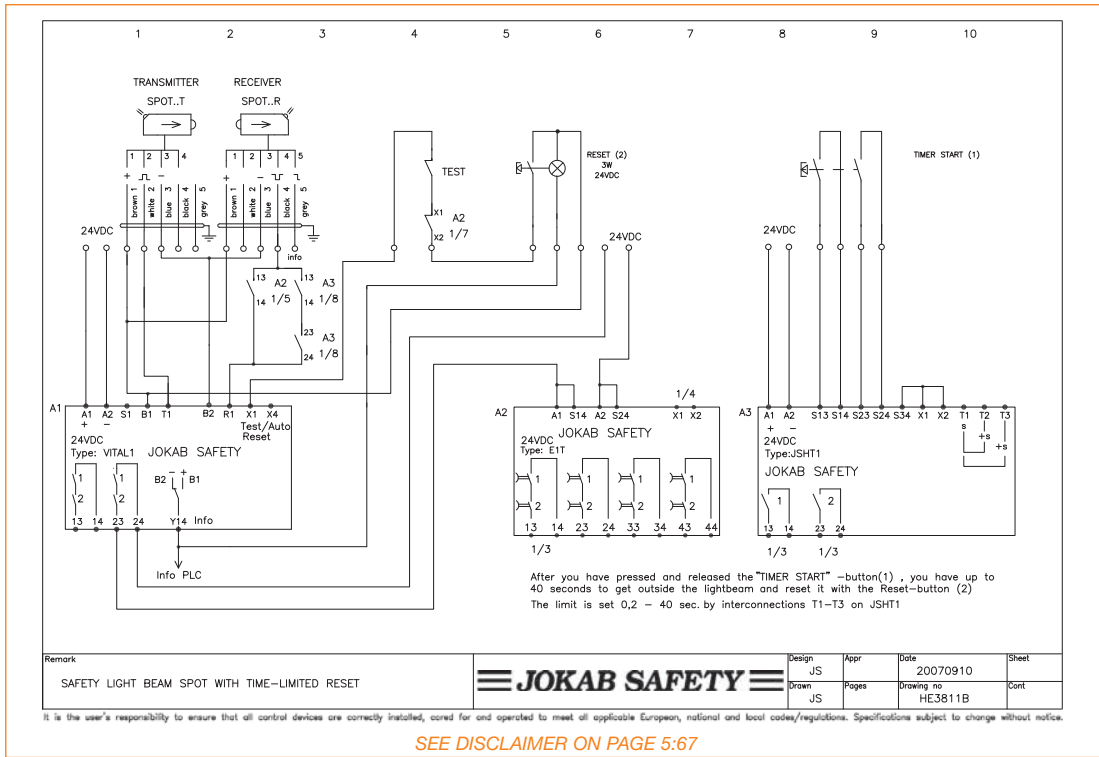 1 2 3 4 5 6 7 8 9 10
TRANSMITTER RECEIVER
SPOT..T SPOT..R
1 2 3 4 1 2 3 4 5
+ − + −
brown 1
white 2
blue 3
black 4
grey 5
brown 1
white 2
blue 3
black 4
grey 5
TEST
X1 A2
X2 1/7
RESET (2)
3W
24VDC
TIMER START (1)
24VDC 24VDC 24VDC
info
13 A2 13 A3
14 1/5 14 1/8
23 A3
24 1/8
A1
A1 A2 S1 B1 T1 B2 R1 X1 X4
+ − Test/Auto
Reset
24VDC
Type: VITAL1 JOKAB SAFETY
1 1 B2 − + B1
2 2
13 14 23 24 Y14 Info
Info PLC
1/4
A2 A1 S14 A2 S24 X1 X2
JOKAB SAFETY
24VDC
Type: E1T
1 1 1 1
2 2 2 2
13 14 23 24 33 34 43 44
1/3
A3 A1 A2 S13 S14 S23 S24 S34 X1 X2 T1 T2 T3
+ − s +s +s
24VDC
Type:JSHT1
JOKAB SAFETY
1 2
13 14 23 24
1/3 1/3
After you have pressed and released the "TIMER START" −button(1) , you have up to
40 seconds to get outside the lightbeam and reset it with the Reset−button (2)
The limit is set 0,2 − 40 sec. by interconnections T1−T3 on JSHT1
Remark
SAFETY LIGHT BEAM SPOT WITH TIME−LIMITED RESET
JOKAB SAFETY
Design Appr Date Sheet
JS 20070910
Drawn Pages Drawing no Cont
JS HE3811B
It is the user's responsibility to ensure that all control devices are correctly installed, cared for and operated to meet all applicable European, national and local codes/regulations. Specifications subject to change without notice.
SEE DISCLAIMER ON PAGE 5:67